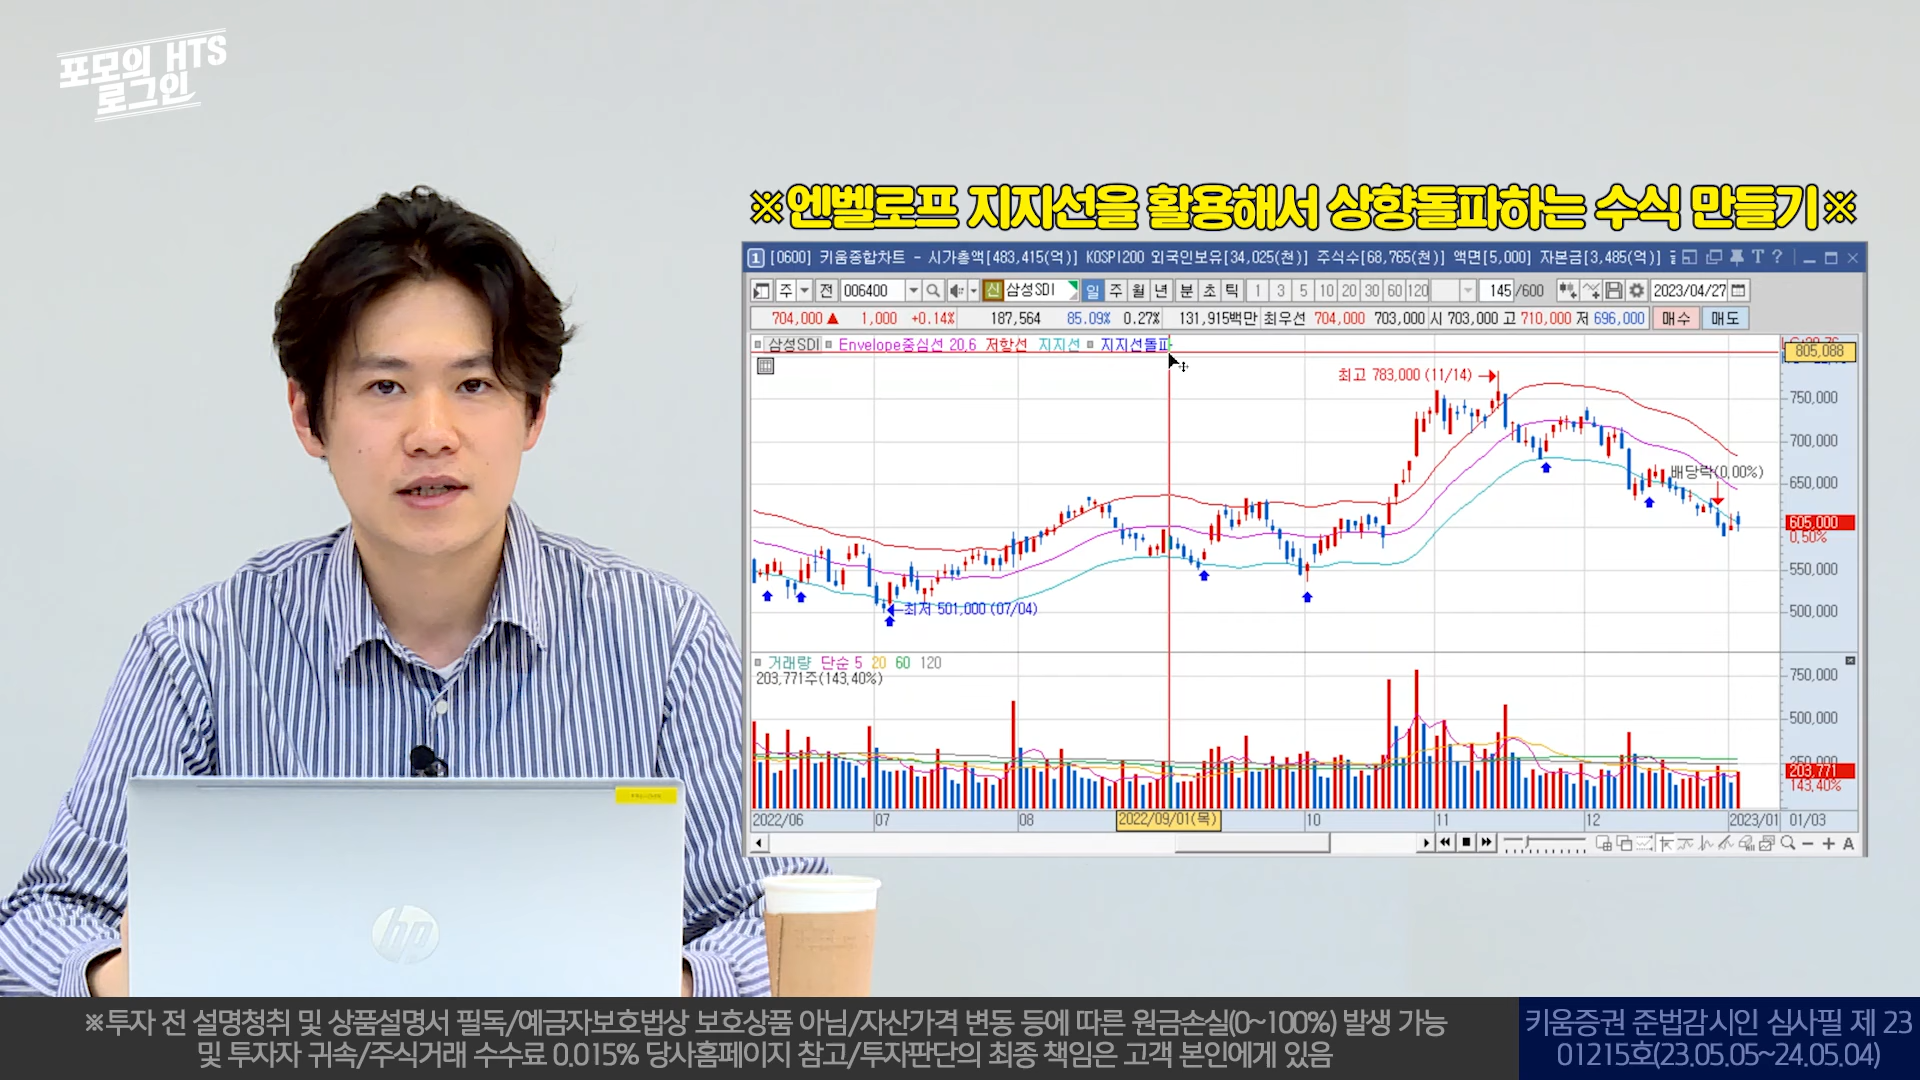 포모의 HTS
로그인
※엔벨로프 지지선을 활용해서 상향돌파하는 수식 만들기※
1 [0600] 키움종합차트 - 시가총액[483,415(억)] KOSPI200 외국인보유[34,025(천)] 주식수[68,765(천)] 액면[5,000] 자본금[3,485(억)]
주 전 006400 신 삼성SDI 일 주 월 년 분 초 틱 1 3 5 10 20 30 60 120 145/600 2023/04/27
704,000 ▲ 1,000 +0.14% 187,564 85.09% 0.27% 131,915백만 최우선 704,000 703,000 시 703,000 고 710,000 저 696,000 매수 매도
삼성SDI Envelope중심선 20,6 저항선 지지선 지지선돌파
805,088
최고 783,000 (11/14)
750,000
700,000
배당락(0.00%)
650,000
605,000
0.50%
550,000
최저 501,000 (07/04)
500,000
거래량 단순 5 20 60 120
203,771주(143.40%)
750,000
500,000
250,000
203,771
143.40%
2022/06 07 08 2022/09/01(목) 10 11 12 2023/01 01/03
hp
※투자 전 설명청취 및 상품설명서 필독/예금자보호법상 보호상품 아님/자산가격 변동 등에 따른 원금손실(0~100%) 발생 가능
및 투자자 귀속/주식거래 수수료 0.015% 당사홈페이지 참고/투자판단의 최종 책임은 고객 본인에게 있음
키움증권 준법감시인 심사필 제 23
01215호(23.05.05~24.05.04)